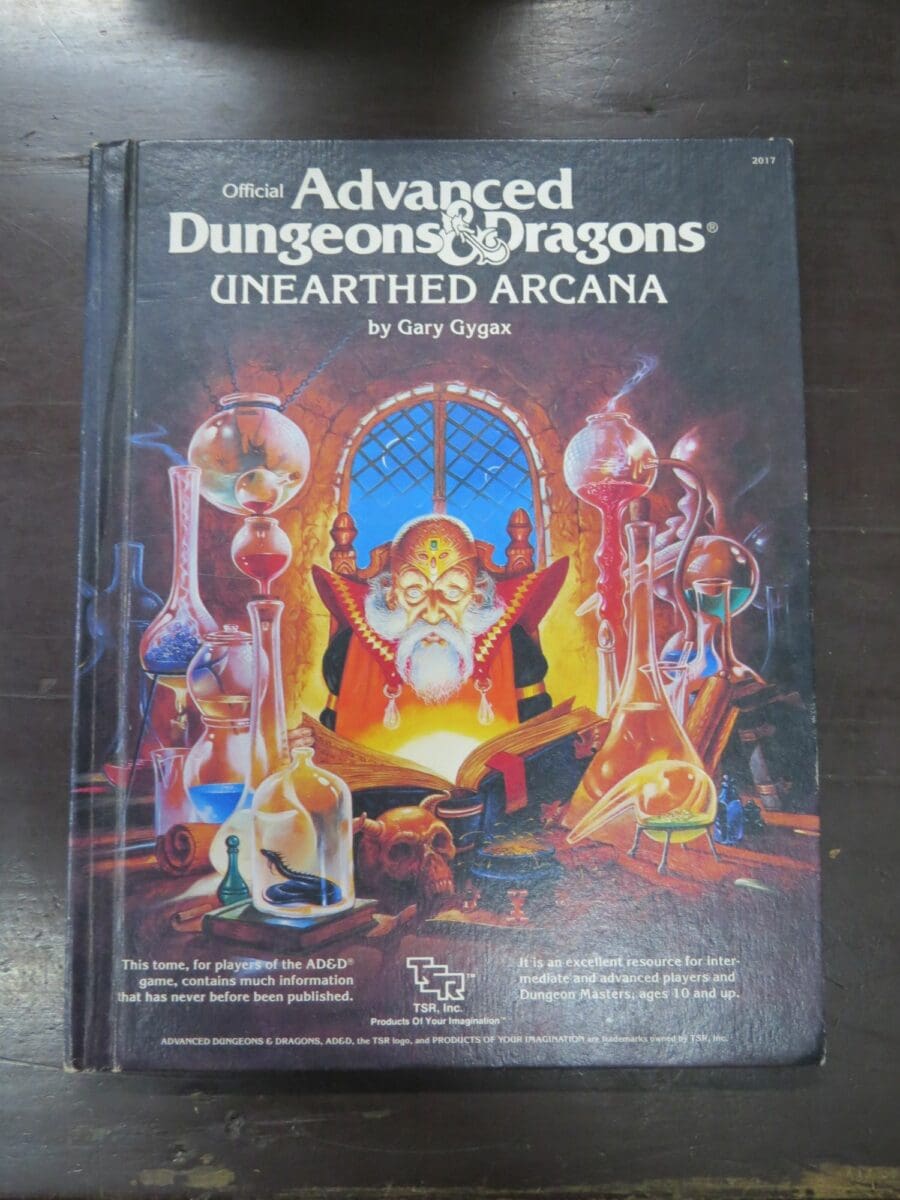 2017
Official Advanced
Dungeons & Dragons®
UNEARTHED ARCANA
by Gary Gygax
This tome, for players of the AD&D®
game, contains much information
that has never before been published.
TSR™
TSR, Inc.
Products Of Your Imagination™
It is an excellent resource for inter-
mediate and advanced players and
Dungeon Masters, ages 10 and up.
ADVANCED DUNGEONS & DRAGONS, AD&D, the TSR logo, and PRODUCTS OF YOUR IMAGINATION are trademarks owned by TSR, Inc.